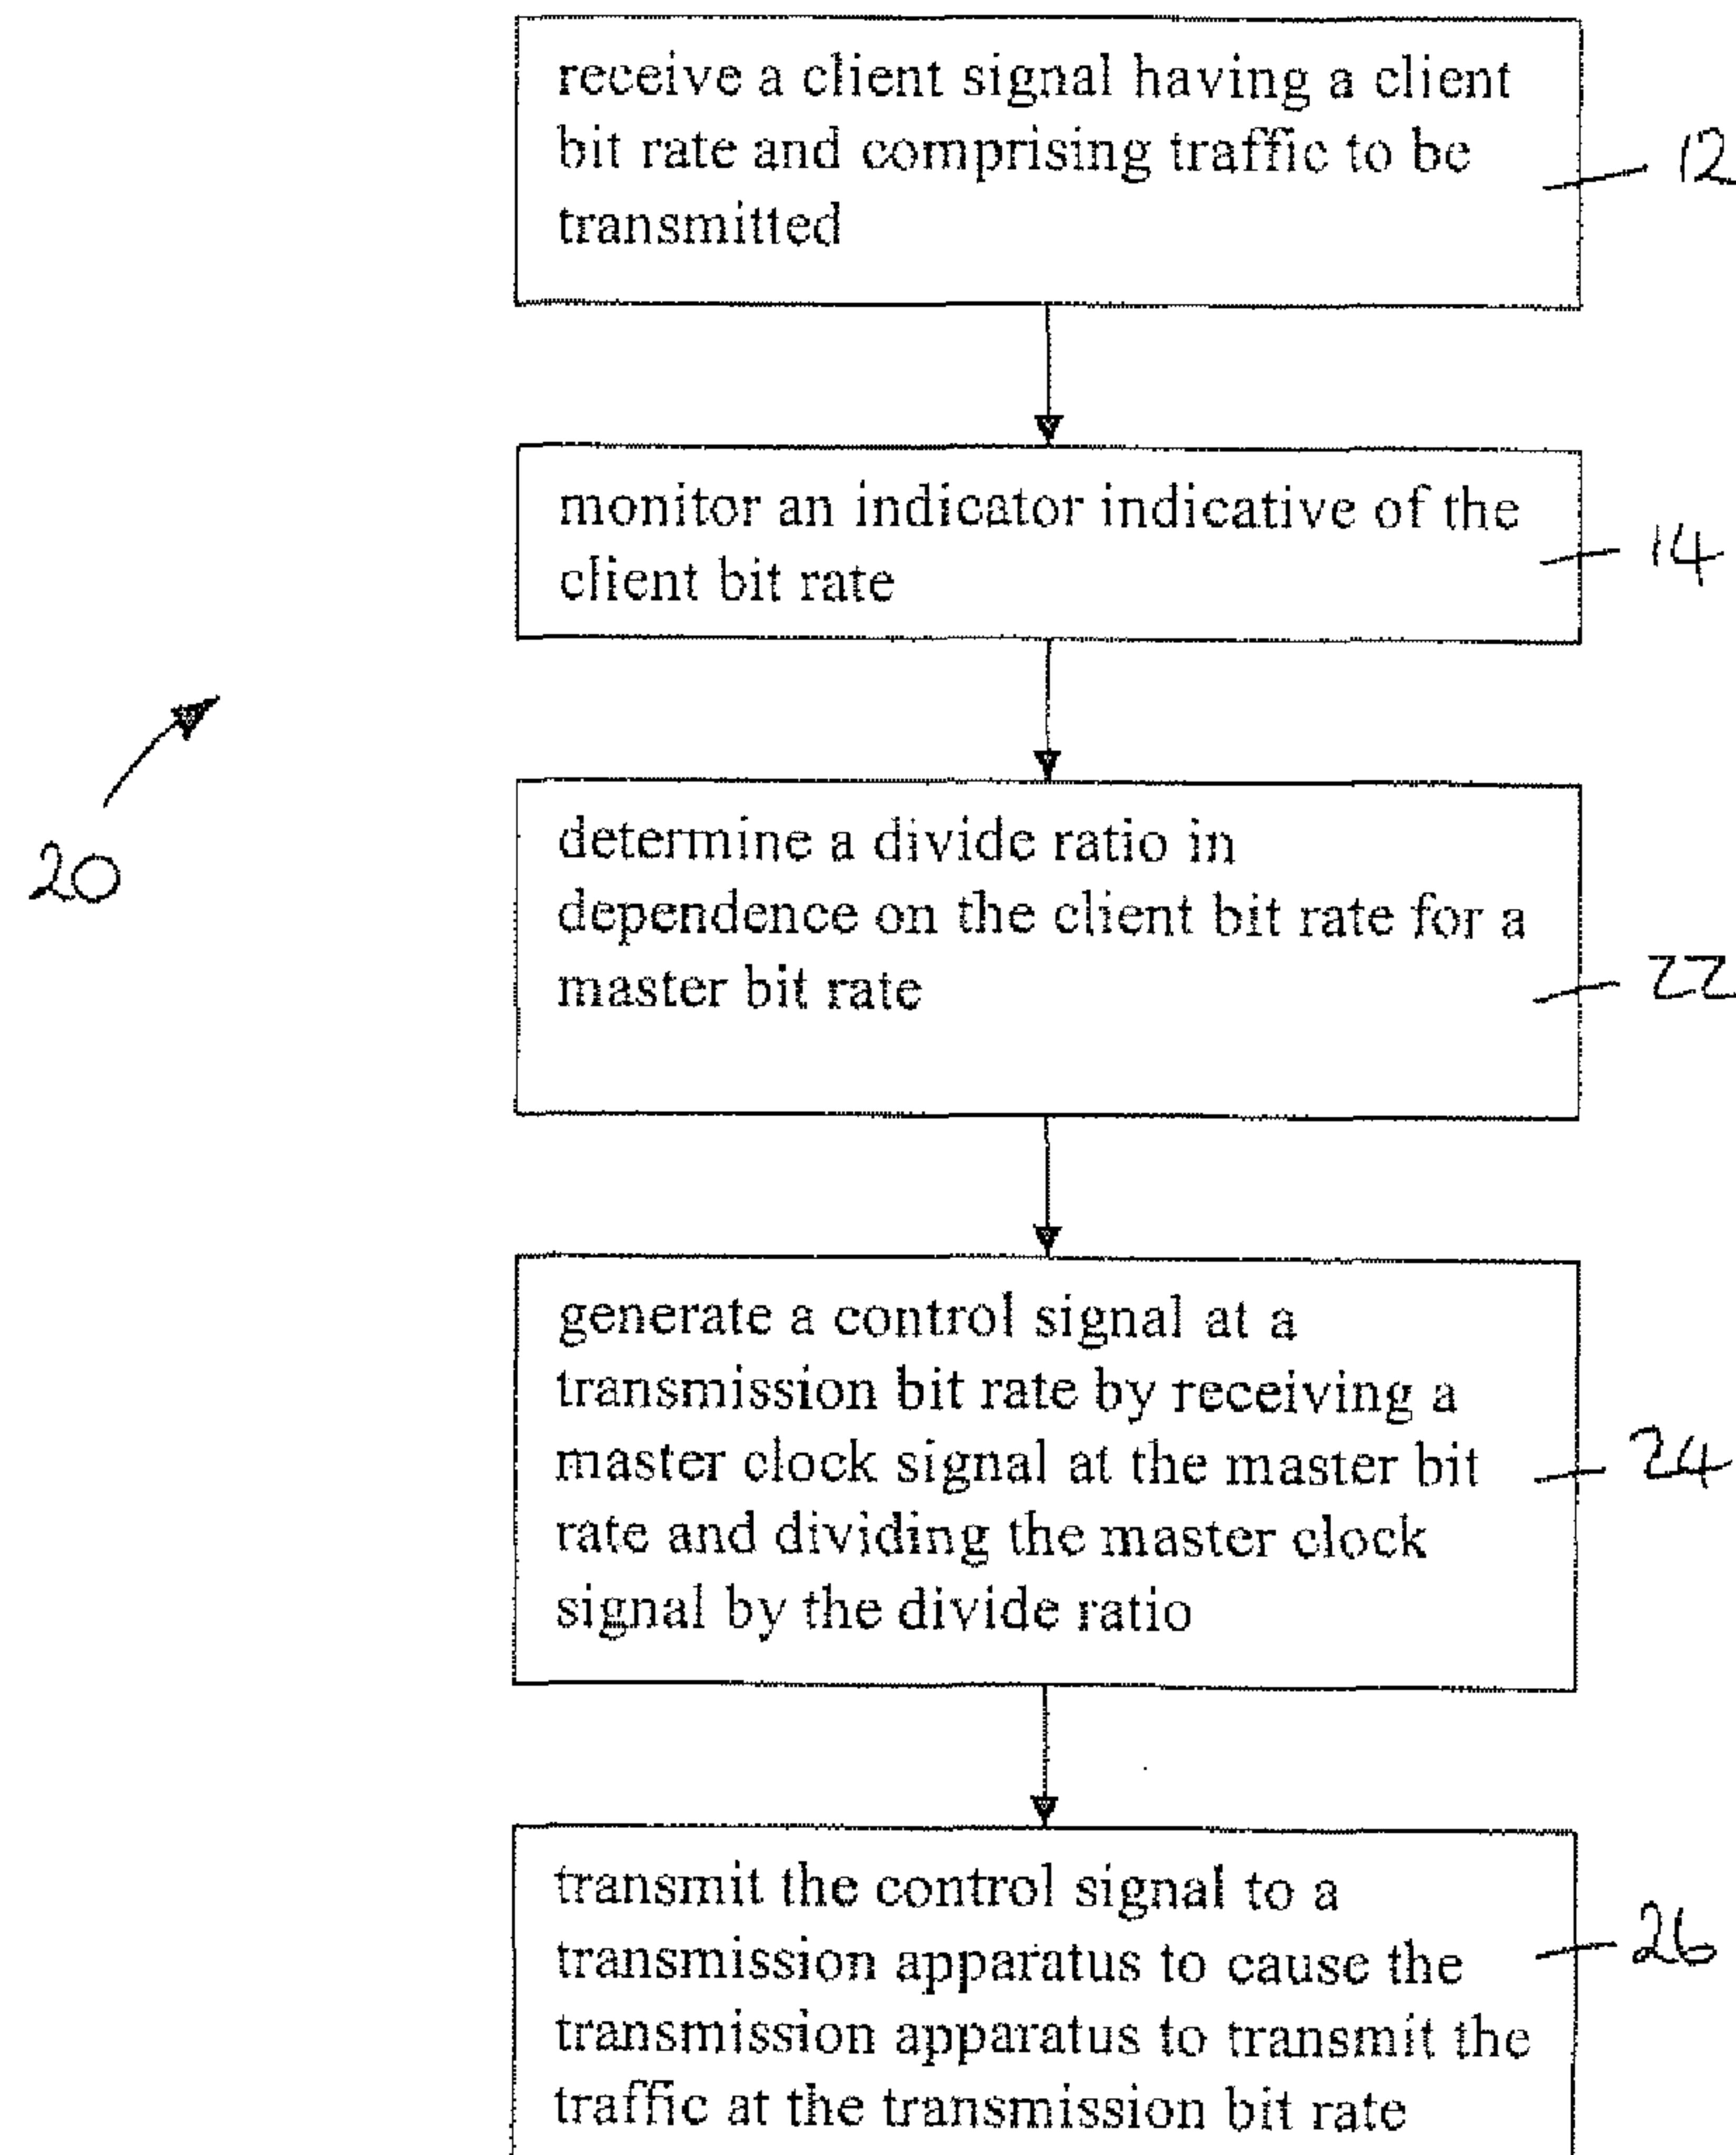 receive a client signal having a client
bit rate and comprising traffic to be
transmitted
12
monitor an indicator indicative of the
client bit rate
14
20
determine a divide ratio in
dependence on the client bit rate for a
master bit rate
22
generate a control signal at a
transmission bit rate by receiving a
master clock signal at the master bit
rate and dividing the master clock
signal by the divide ratio
24
transmit the control signal to a
transmission apparatus to cause the
transmission apparatus to transmit the
traffic at the transmission bit rate
26